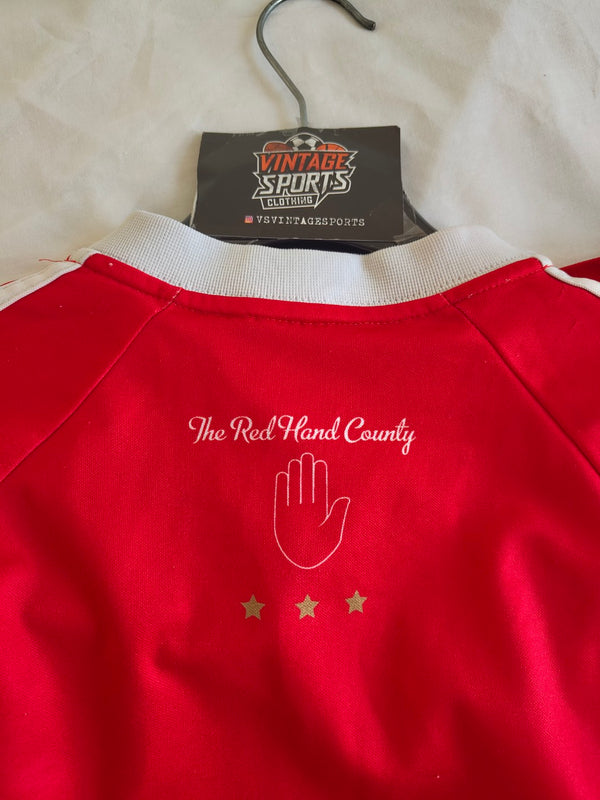 VINTAGE
SPORTS
CLOTHING
VSVINTAGESPORTS
The Red Hand County